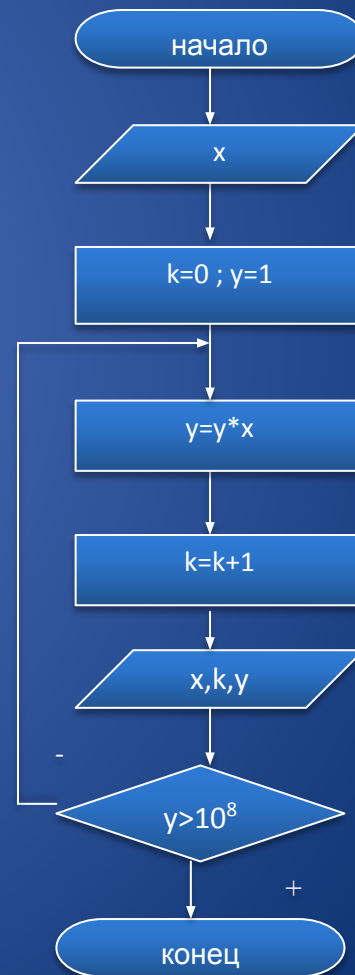 начало
x
k=0 ; y=1
y=y*x
k=k+1
x,k,y
-
y>10⁸
+
конец